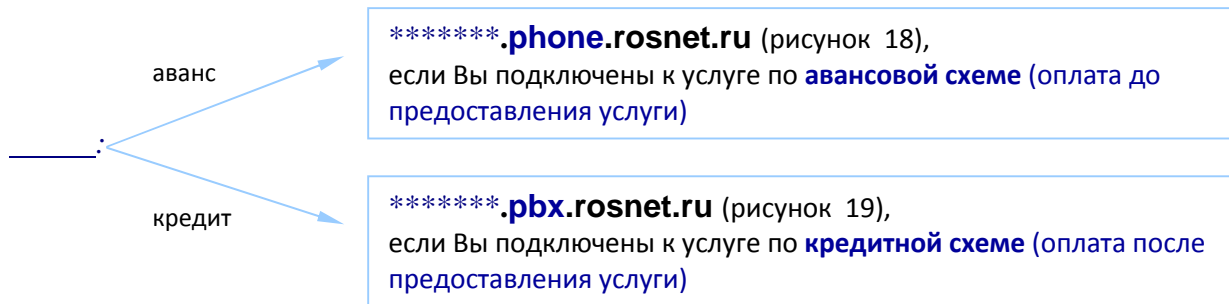 *******.phone.rosnet.ru (рисунок 18),
аванс
если Вы подключены к услуге по авансовой схеме (оплата до
предоставления услуги)
______:
*******.pbx.rosnet.ru (рисунок 19),
кредит
если Вы подключены к услуге по кредитной схеме (оплата после
предоставления услуги)